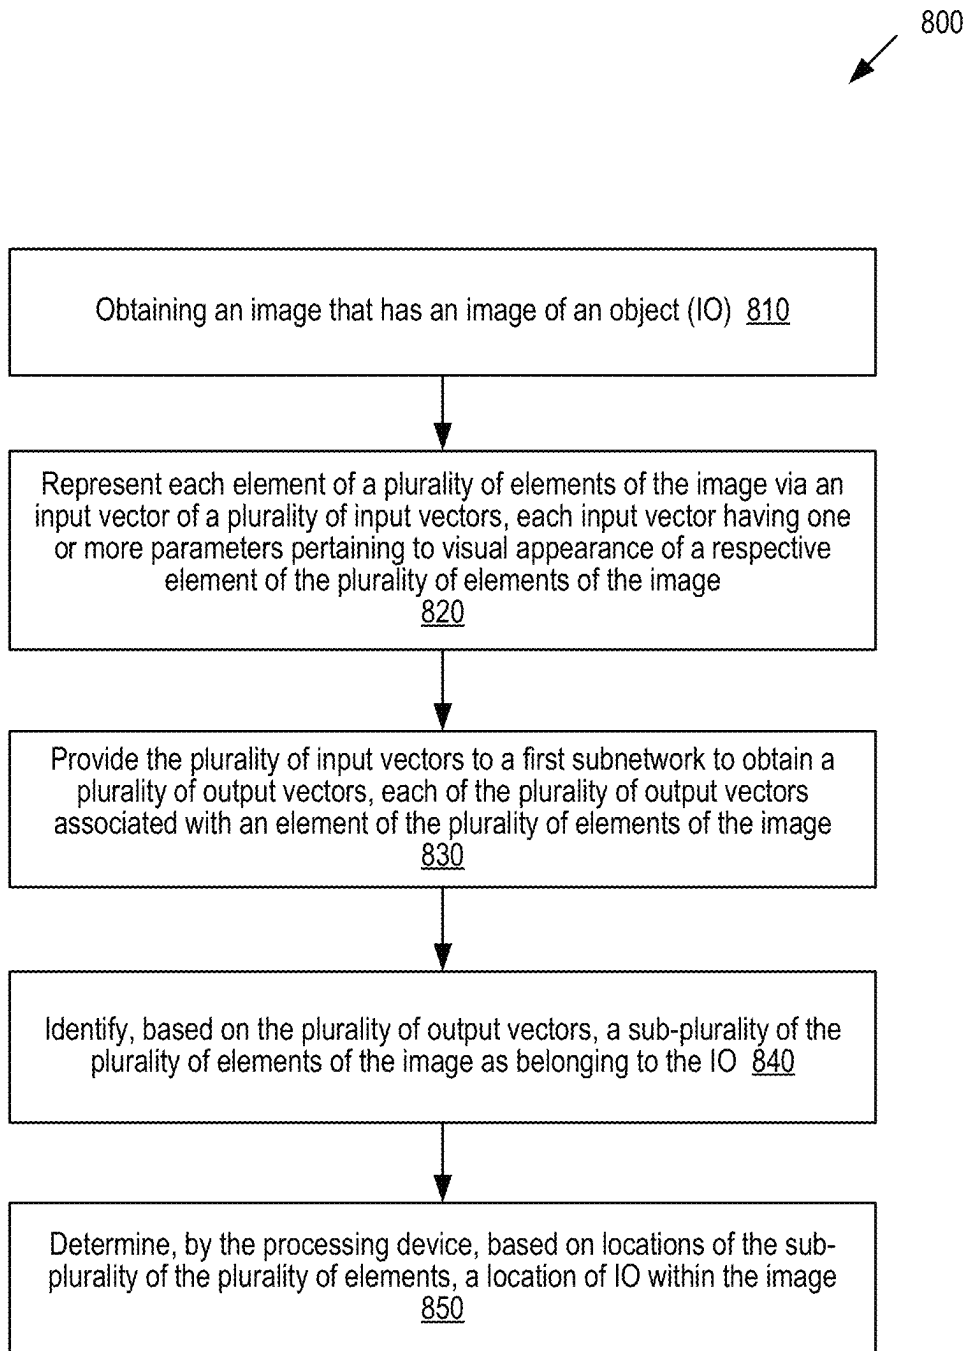 800
Obtaining an image that has an image of an object (IO) 810
Represent each element of a plurality of elements of the image via an
input vector of a plurality of input vectors, each input vector having one
or more parameters pertaining to visual appearance of a respective
element of the plurality of elements of the image
820
Provide the plurality of input vectors to a first subnetwork to obtain a
plurality of output vectors, each of the plurality of output vectors
associated with an element of the plurality of elements of the image
830
Identify, based on the plurality of output vectors, a sub-plurality of the
plurality of elements of the image as belonging to the IO 840
Determine, by the processing device, based on locations of the sub-
plurality of the plurality of elements, a location of IO within the image
850